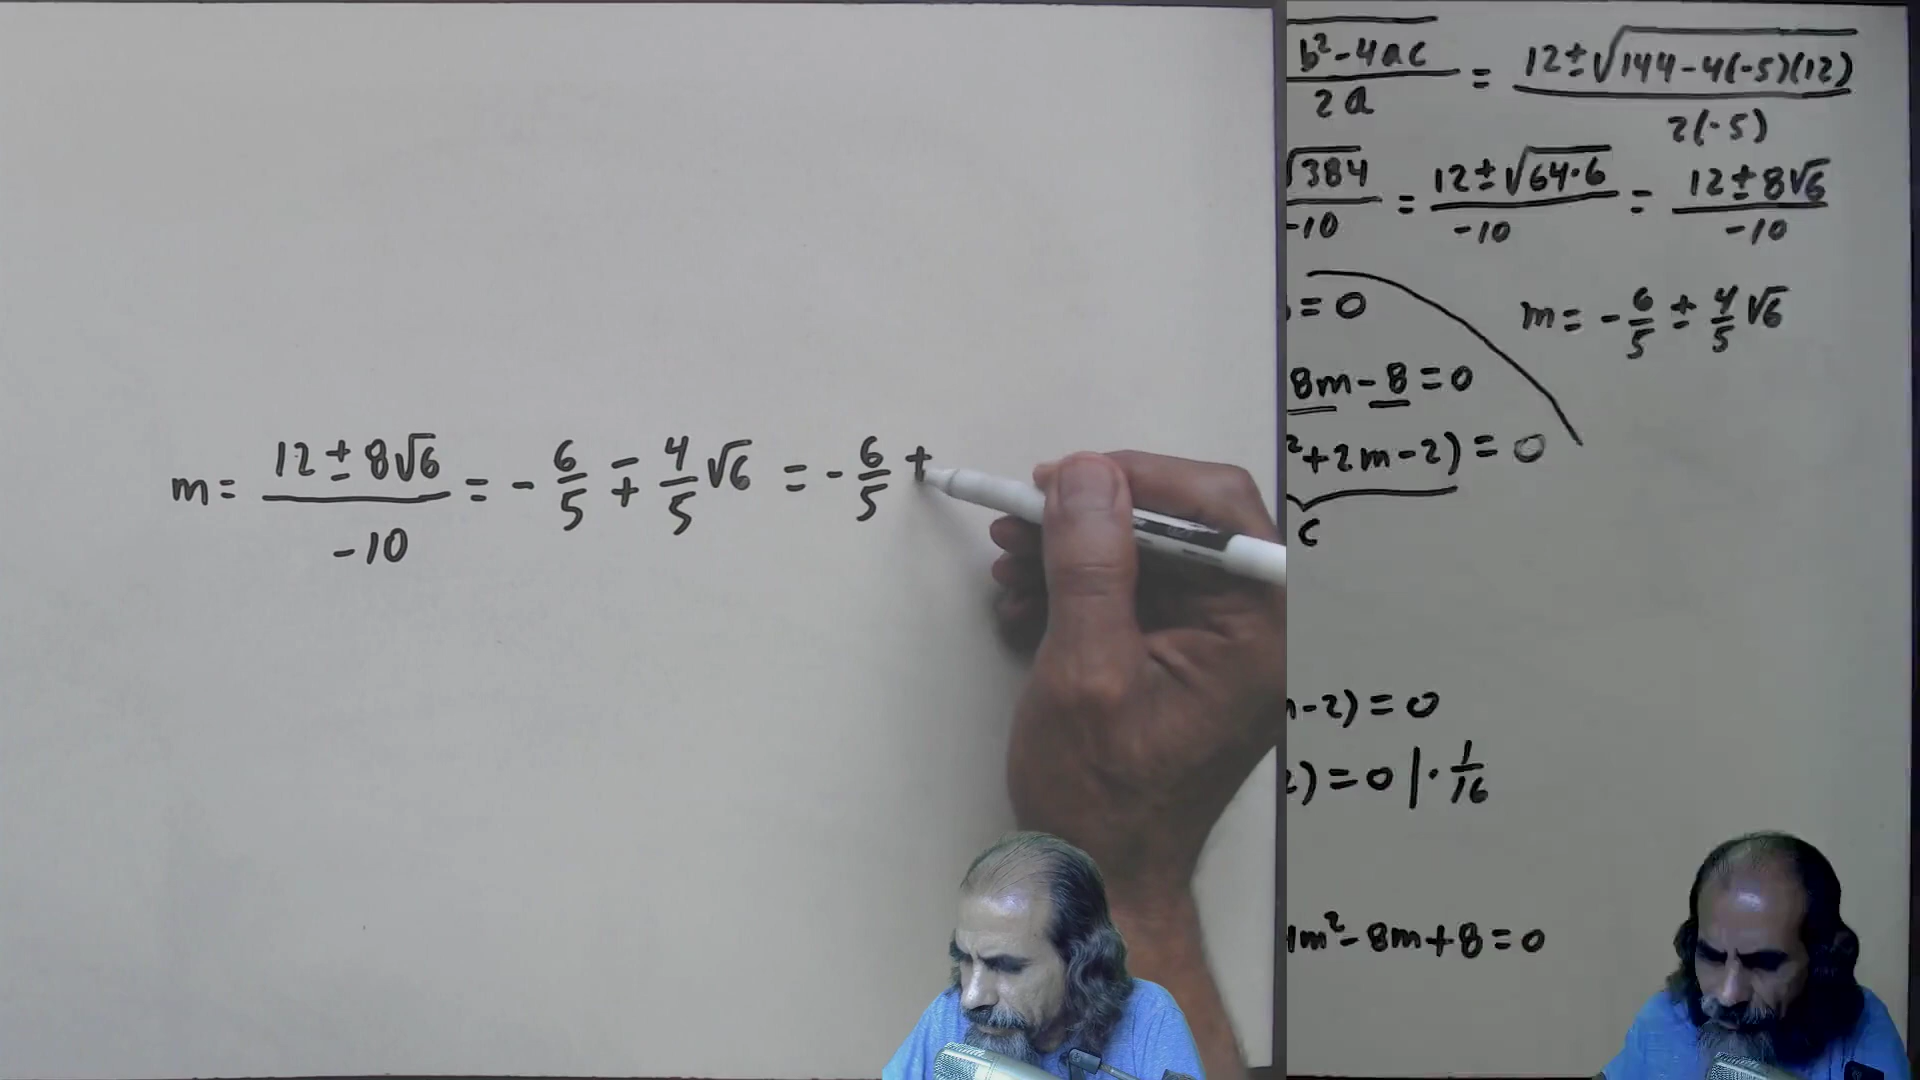 m = (12 ± 8√6)/(-10) = - 6/5 ∓ 4/5 √6 = - 6/5 +
b² - 4ac / 2a = (12 ± √(144 - 4(-5)(12)))/(2(-5))
√384 / -10 = (12 ± √(64·6))/(-10) = (12 ± 8√6)/(-10)
= 0
m = - 6/5 ± 4/5 √6
8m - 8 = 0
² + 2m - 2) = 0
c
-2) = 0
) = 0 | · 1/16
m² - 8m + 8 = 0